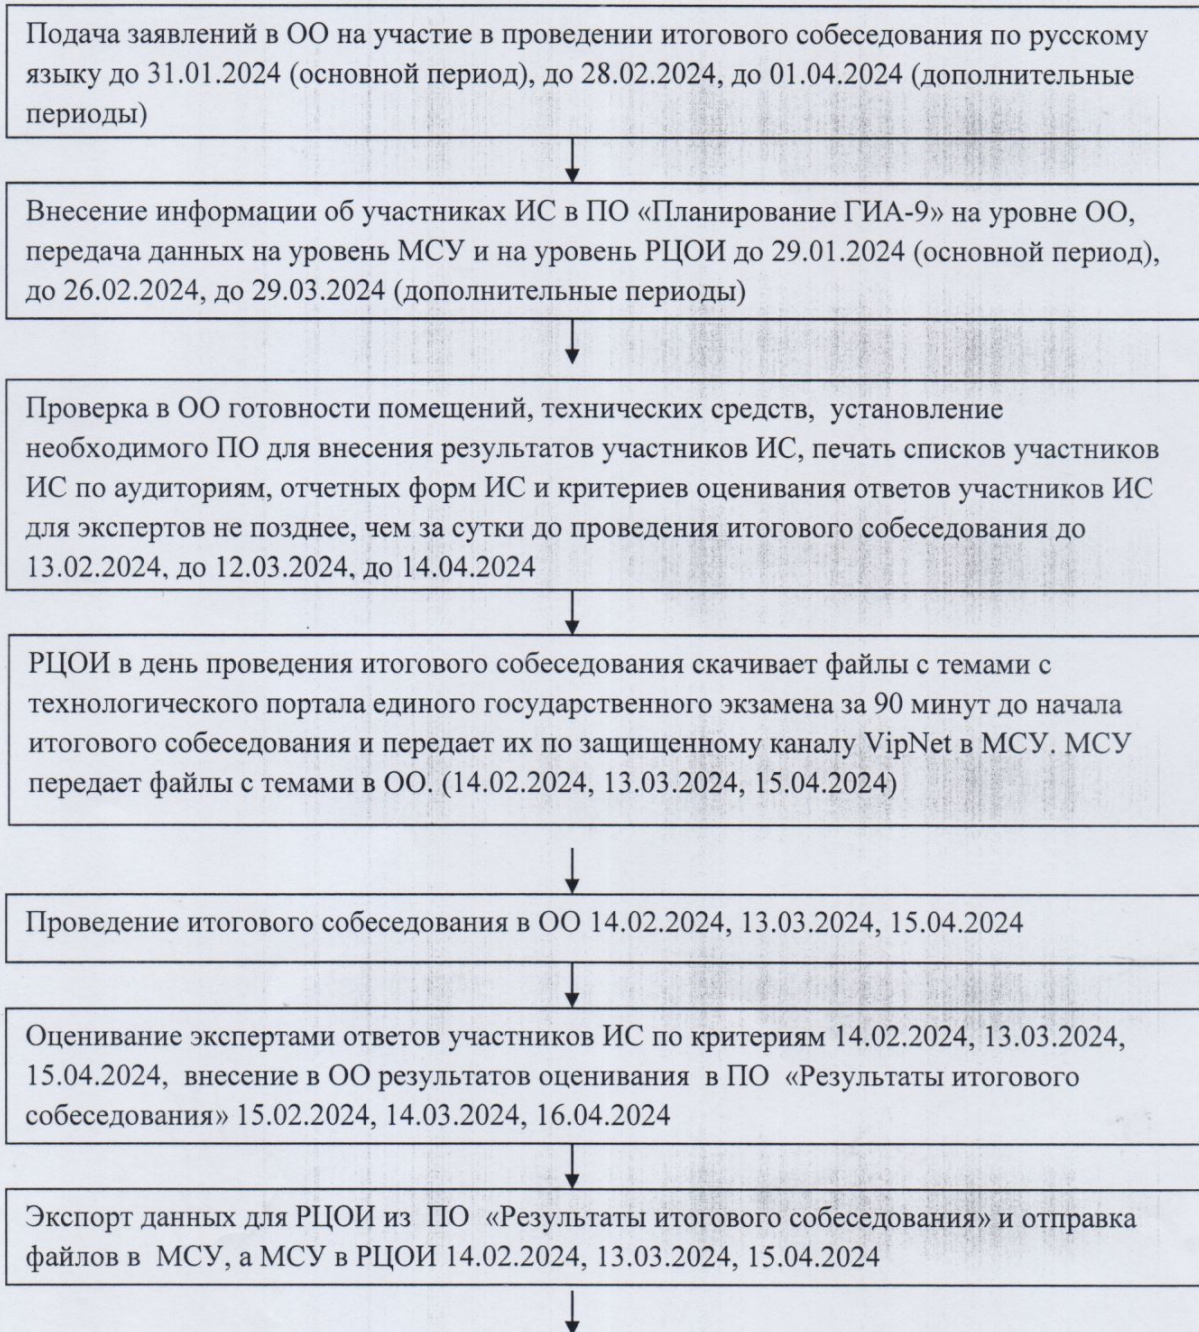 Подача заявлений в ОО на участие в проведении итогового собеседования по русскому
языку до 31.01.2024 (основной период), до 28.02.2024, до 01.04.2024 (дополнительные
периоды)
Внесение информации об участниках ИС в ПО «Планирование ГИА-9» на уровне ОО,
передача данных на уровень МСУ и на уровень РЦОИ до 29.01.2024 (основной период),
до 26.02.2024, до 29.03.2024 (дополнительные периоды)
Проверка в ОО готовности помещений, технических средств, установление
необходимого ПО для внесения результатов участников ИС, печать списков участников
ИС по аудиториям, отчетных форм ИС и критериев оценивания ответов участников ИС
для экспертов не позднее, чем за сутки до проведения итогового собеседования до
13.02.2024, до 12.03.2024, до 14.04.2024
РЦОИ в день проведения итогового собеседования скачивает файлы с темами с
технологического портала единого государственного экзамена за 90 минут до начала
итогового собеседования и передает их по защищенному каналу VipNet в МСУ. МСУ
передает файлы с темами в ОО. (14.02.2024, 13.03.2024, 15.04.2024)
Проведение итогового собеседования в ОО 14.02.2024, 13.03.2024, 15.04.2024
Оценивание экспертами ответов участников ИС по критериям 14.02.2024, 13.03.2024,
15.04.2024, внесение в ОО результатов оценивания в ПО «Результаты итогового
собеседования» 15.02.2024, 14.03.2024, 16.04.2024
Экспорт данных для РЦОИ из ПО «Результаты итогового собеседования» и отправка
файлов в МСУ, а МСУ в РЦОИ 14.02.2024, 13.03.2024, 15.04.2024